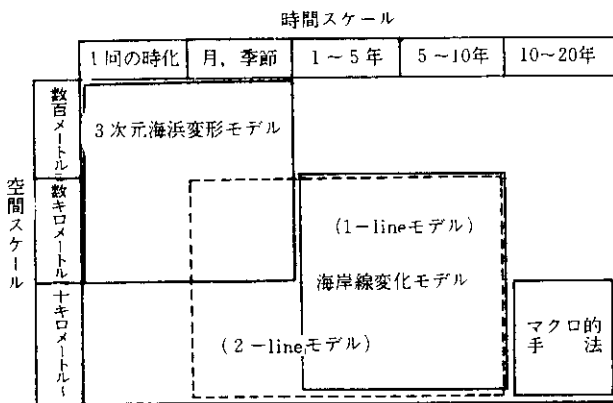 時間スケール
1回の時化 月，季節 1～5年 5～10年 10～20年
空間スケール
数百メートル
数キロメートル
十キロメートル～
3次元海浜変形モデル
(1－lineモデル)
海岸線変化モデル
(2－lineモデル)
マクロ的
手法